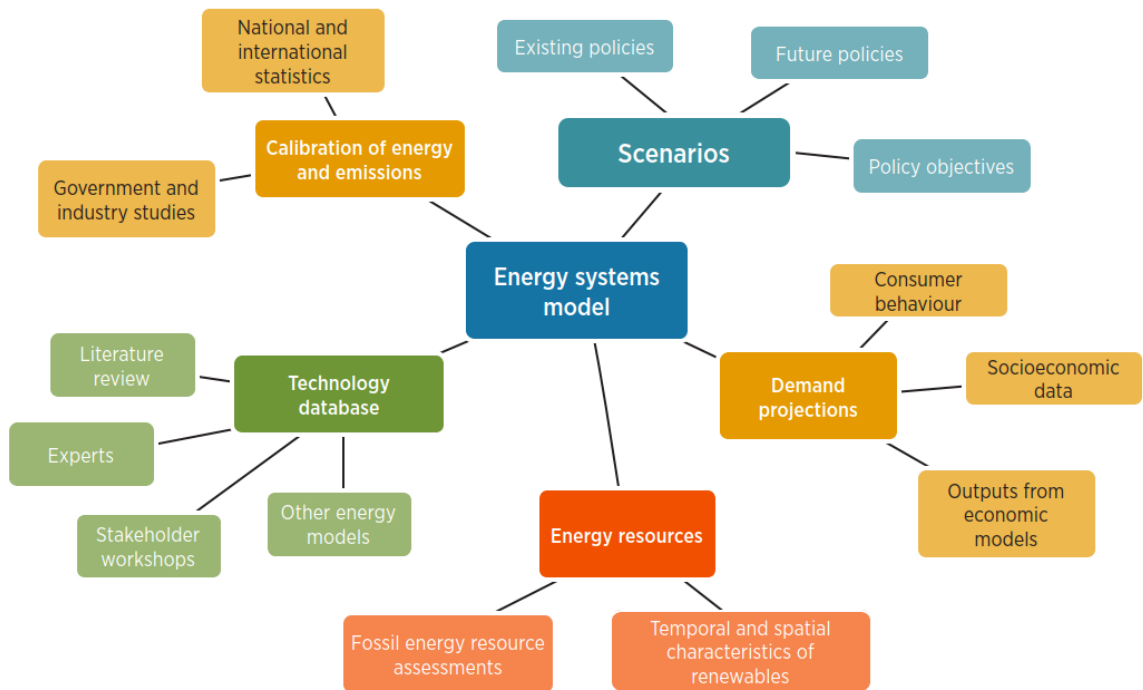 National and
international
statistics
Existing policies
Future policies
Calibration of energy
and emissions
Scenarios
Policy objectives
Government and
industry studies
Energy systems
model
Consumer
behaviour
Literature
review
Technology
database
Demand
projections
Socioeconomic
data
Experts
Stakeholder
workshops
Other energy
models
Energy resources
Outputs from
economic
models
Fossil energy resource
assessments
Temporal and spatial
characteristics of
renewables